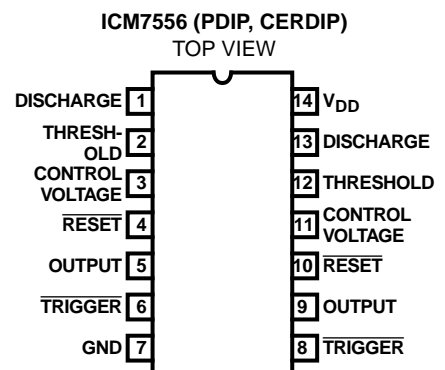 ICM7556 (PDIP, CERDIP)
TOP VIEW
DISCHARGE 1
14 VDD
THRESH-
OLD 2
13 DISCHARGE
CONTROL
VOLTAGE 3
12 THRESHOLD
RESET 4
11 CONTROL
VOLTAGE
OUTPUT 5
10 RESET
TRIGGER 6
9 OUTPUT
GND 7
8 TRIGGER